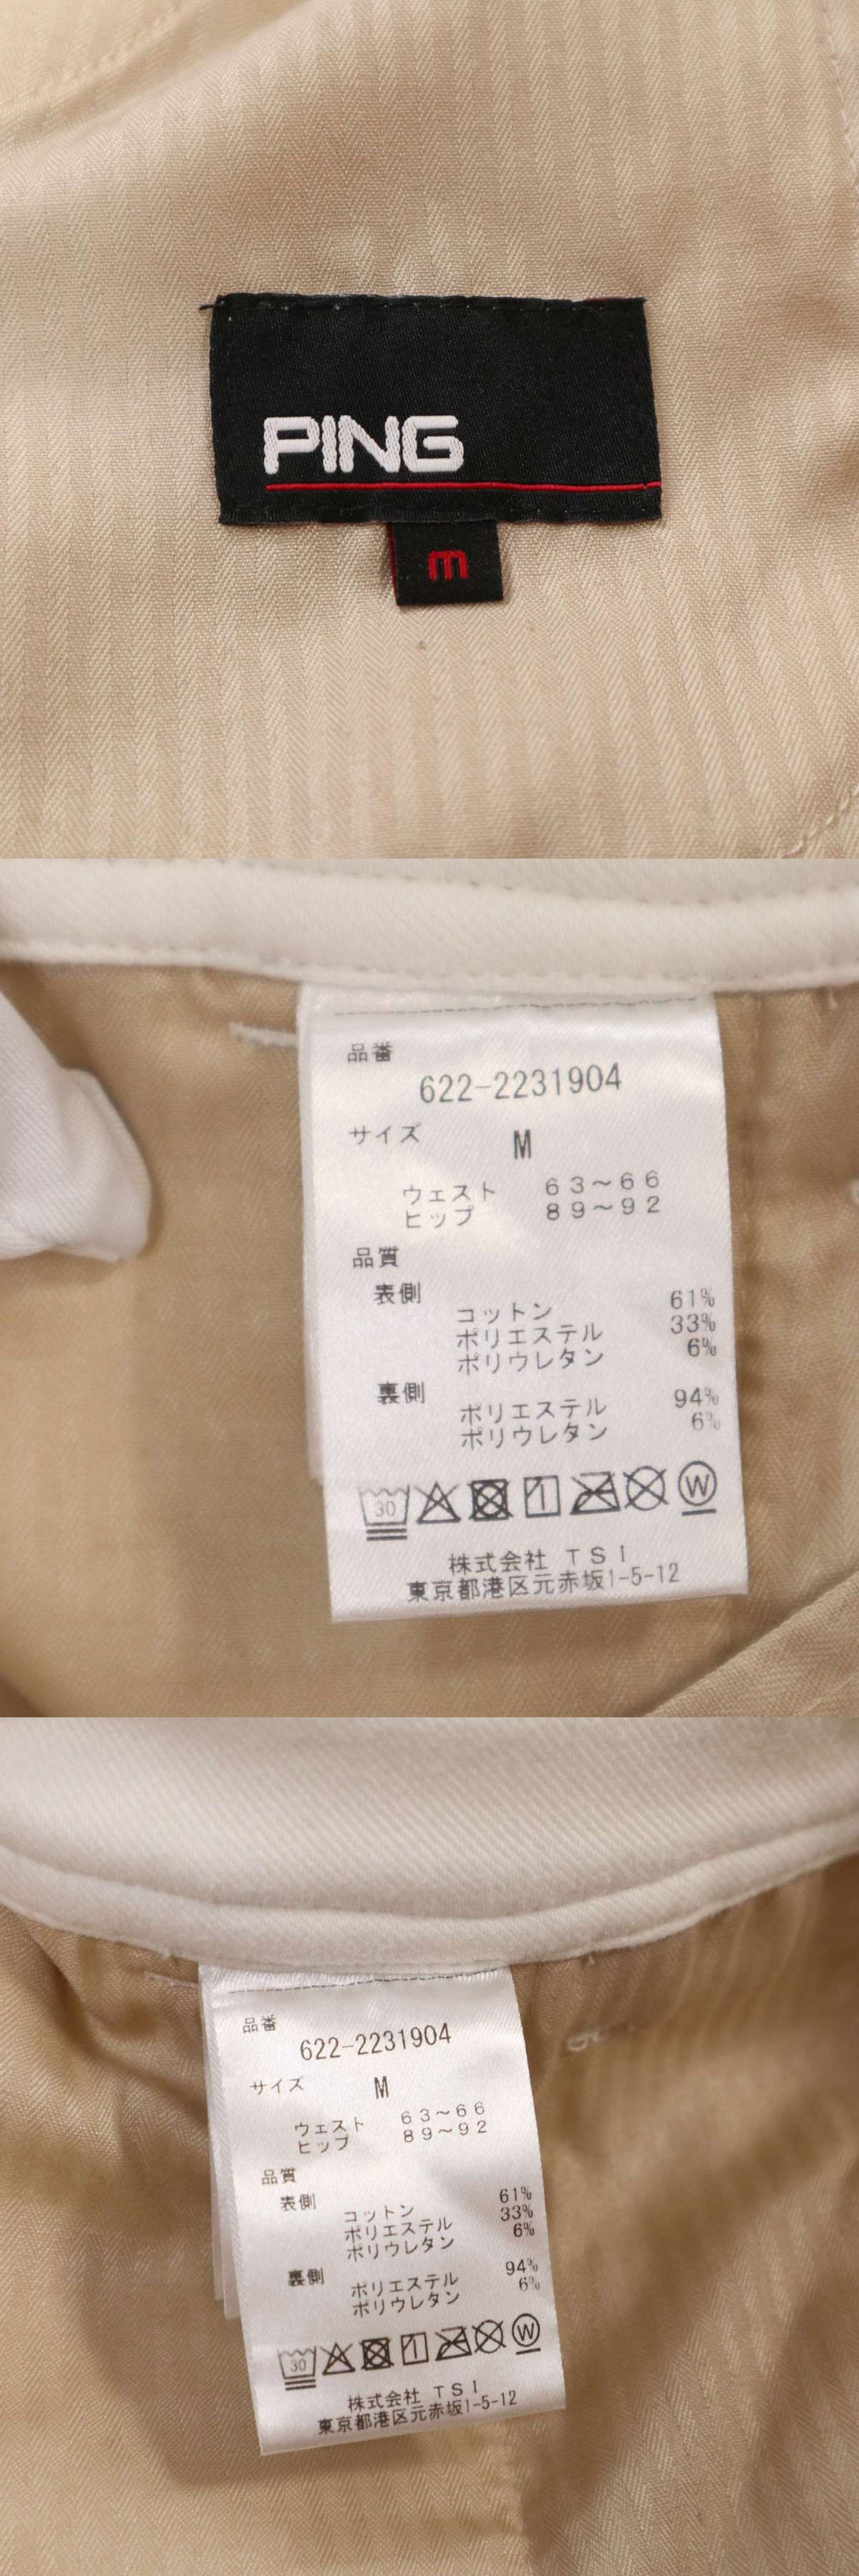 PING
m
品番
622-2231904
サイズ M
ウェスト 63～66
ヒップ 89～92
品質
表側
コットン 61%
ポリエステル 33%
ポリウレタン 6%
裏側
ポリエステル 94%
ポリウレタン 6%
30 W
株式会社 TSI
東京都港区元赤坂1-5-12
品番
622-2231904
サイズ M
ウェスト 63～66
ヒップ 89～92
品質
表側
コットン 61%
ポリエステル 33%
ポリウレタン 6%
裏側
ポリエステル 94%
ポリウレタン 6%
30 W
株式会社 TSI
東京都港区元赤坂1-5-12